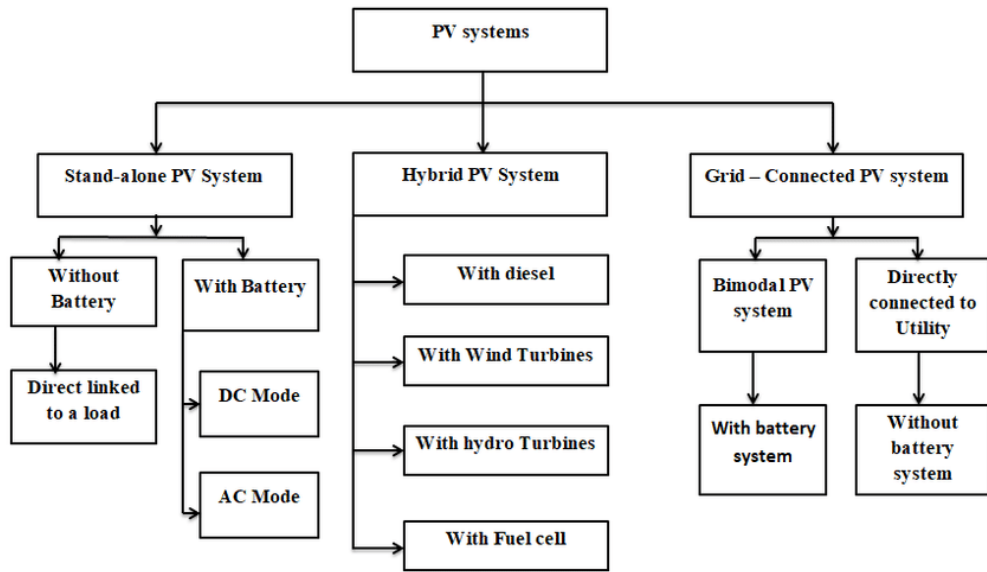 PV systems
Stand-alone PV System
Hybrid PV System
Grid – Connected PV system
Without
Battery
With Battery
Direct linked
to a load
DC Mode
AC Mode
With diesel
With Wind Turbines
With hydro Turbines
With Fuel cell
Bimodal PV
system
Directly
connected to
Utility
With battery
system
Without
battery
system